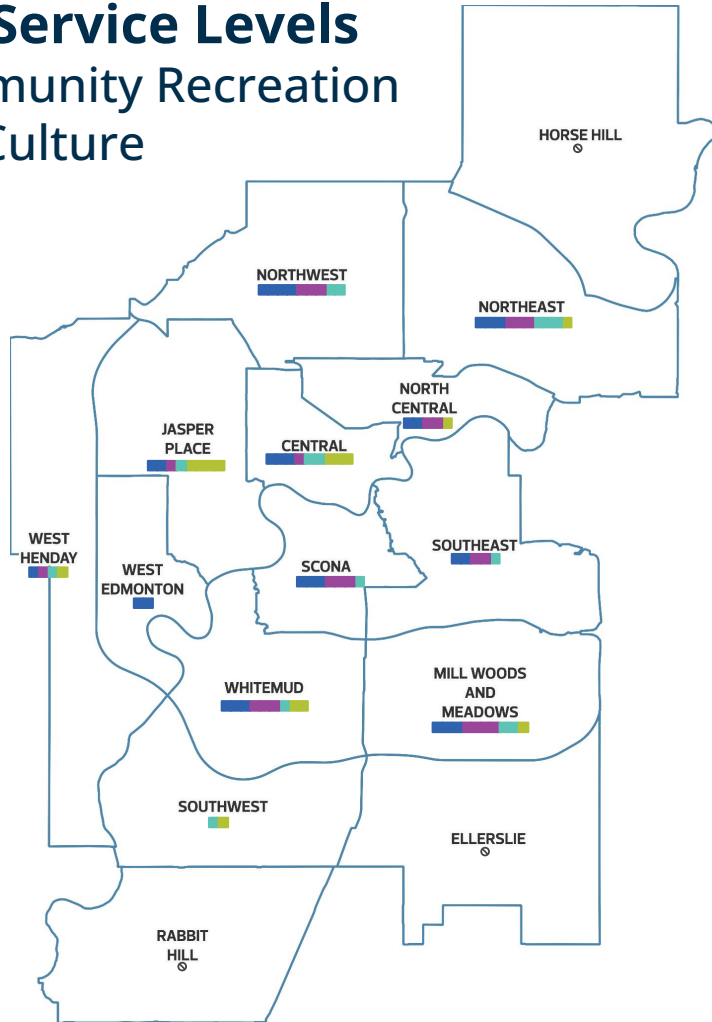 Service Levels
munity Recreation
Culture
HORSE HILL
NORTHWEST
NORTHEAST
NORTH
CENTRAL
JASPER
PLACE
CENTRAL
WEST
HENDAY
WEST
EDMONTON
SCONA
SOUTHEAST
WHITEMUD
MILL WOODS
AND
MEADOWS
SOUTHWEST
ELLERSLIE
RABBIT
HILL